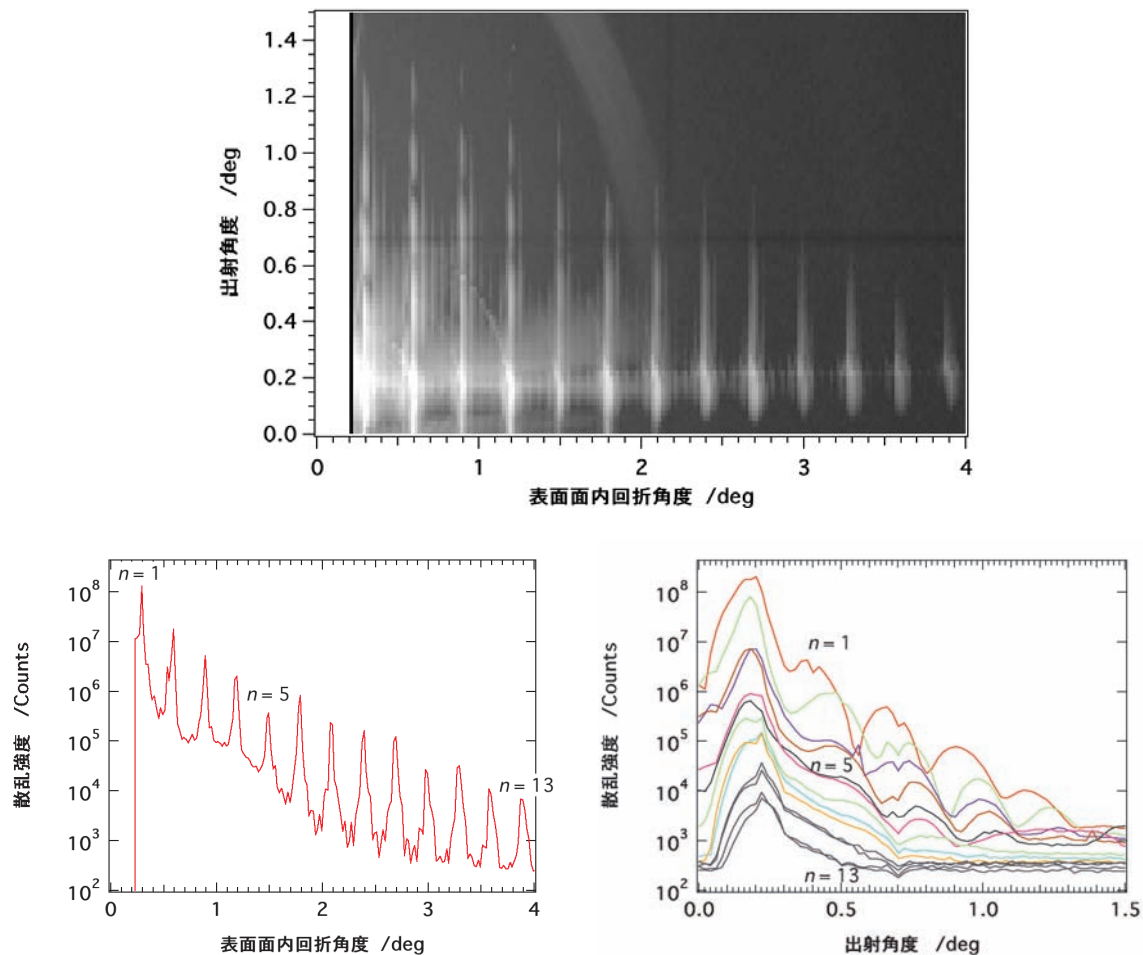 1.4
1.2
1.0
0.8
0.6
0.4
0.2
0.0
出射角度 /deg
0 1 2 3 4
表面面内回折角度 /deg
n = 1
n = 5
n = 13
10⁸
10⁷
10⁶
10⁵
10⁴
10³
10²
散乱強度 /Counts
0 1 2 3 4
表面面内回折角度 /deg
n = 1
n = 5
n = 13
10⁸
10⁷
10⁶
10⁵
10⁴
10³
10²
散乱強度 /Counts
0.0 0.5 1.0 1.5
出射角度 /deg